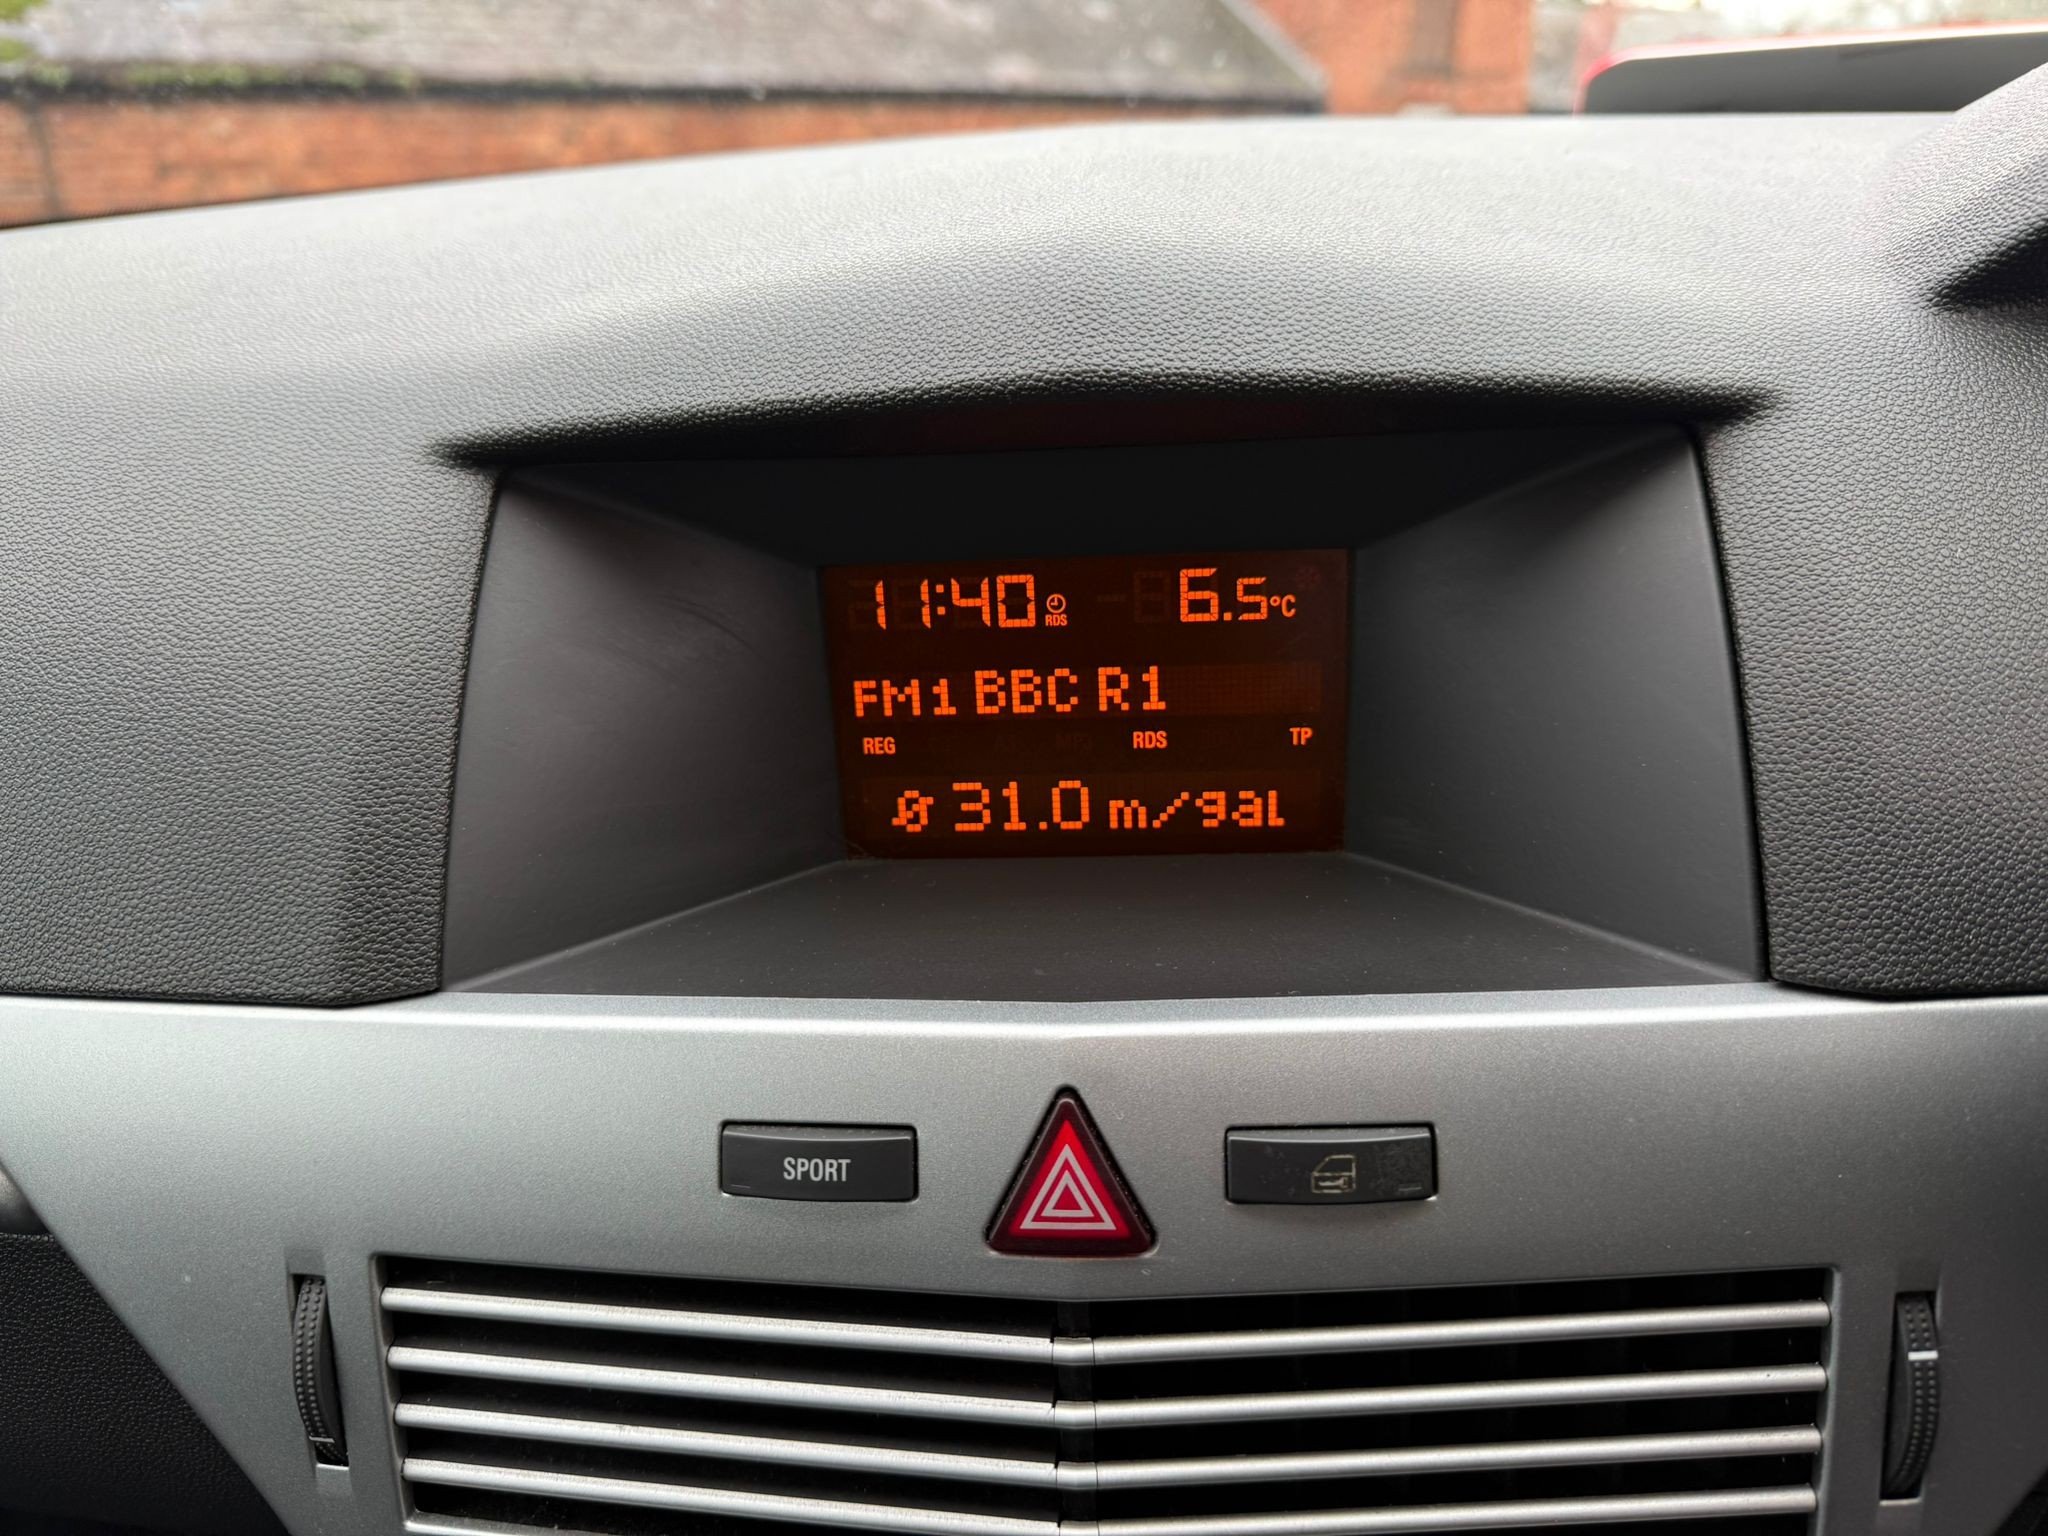 11:40 RDS 6.5°C
FM1 BBC R1
REG RDS TP
Ø 31.0 m/gal
SPORT